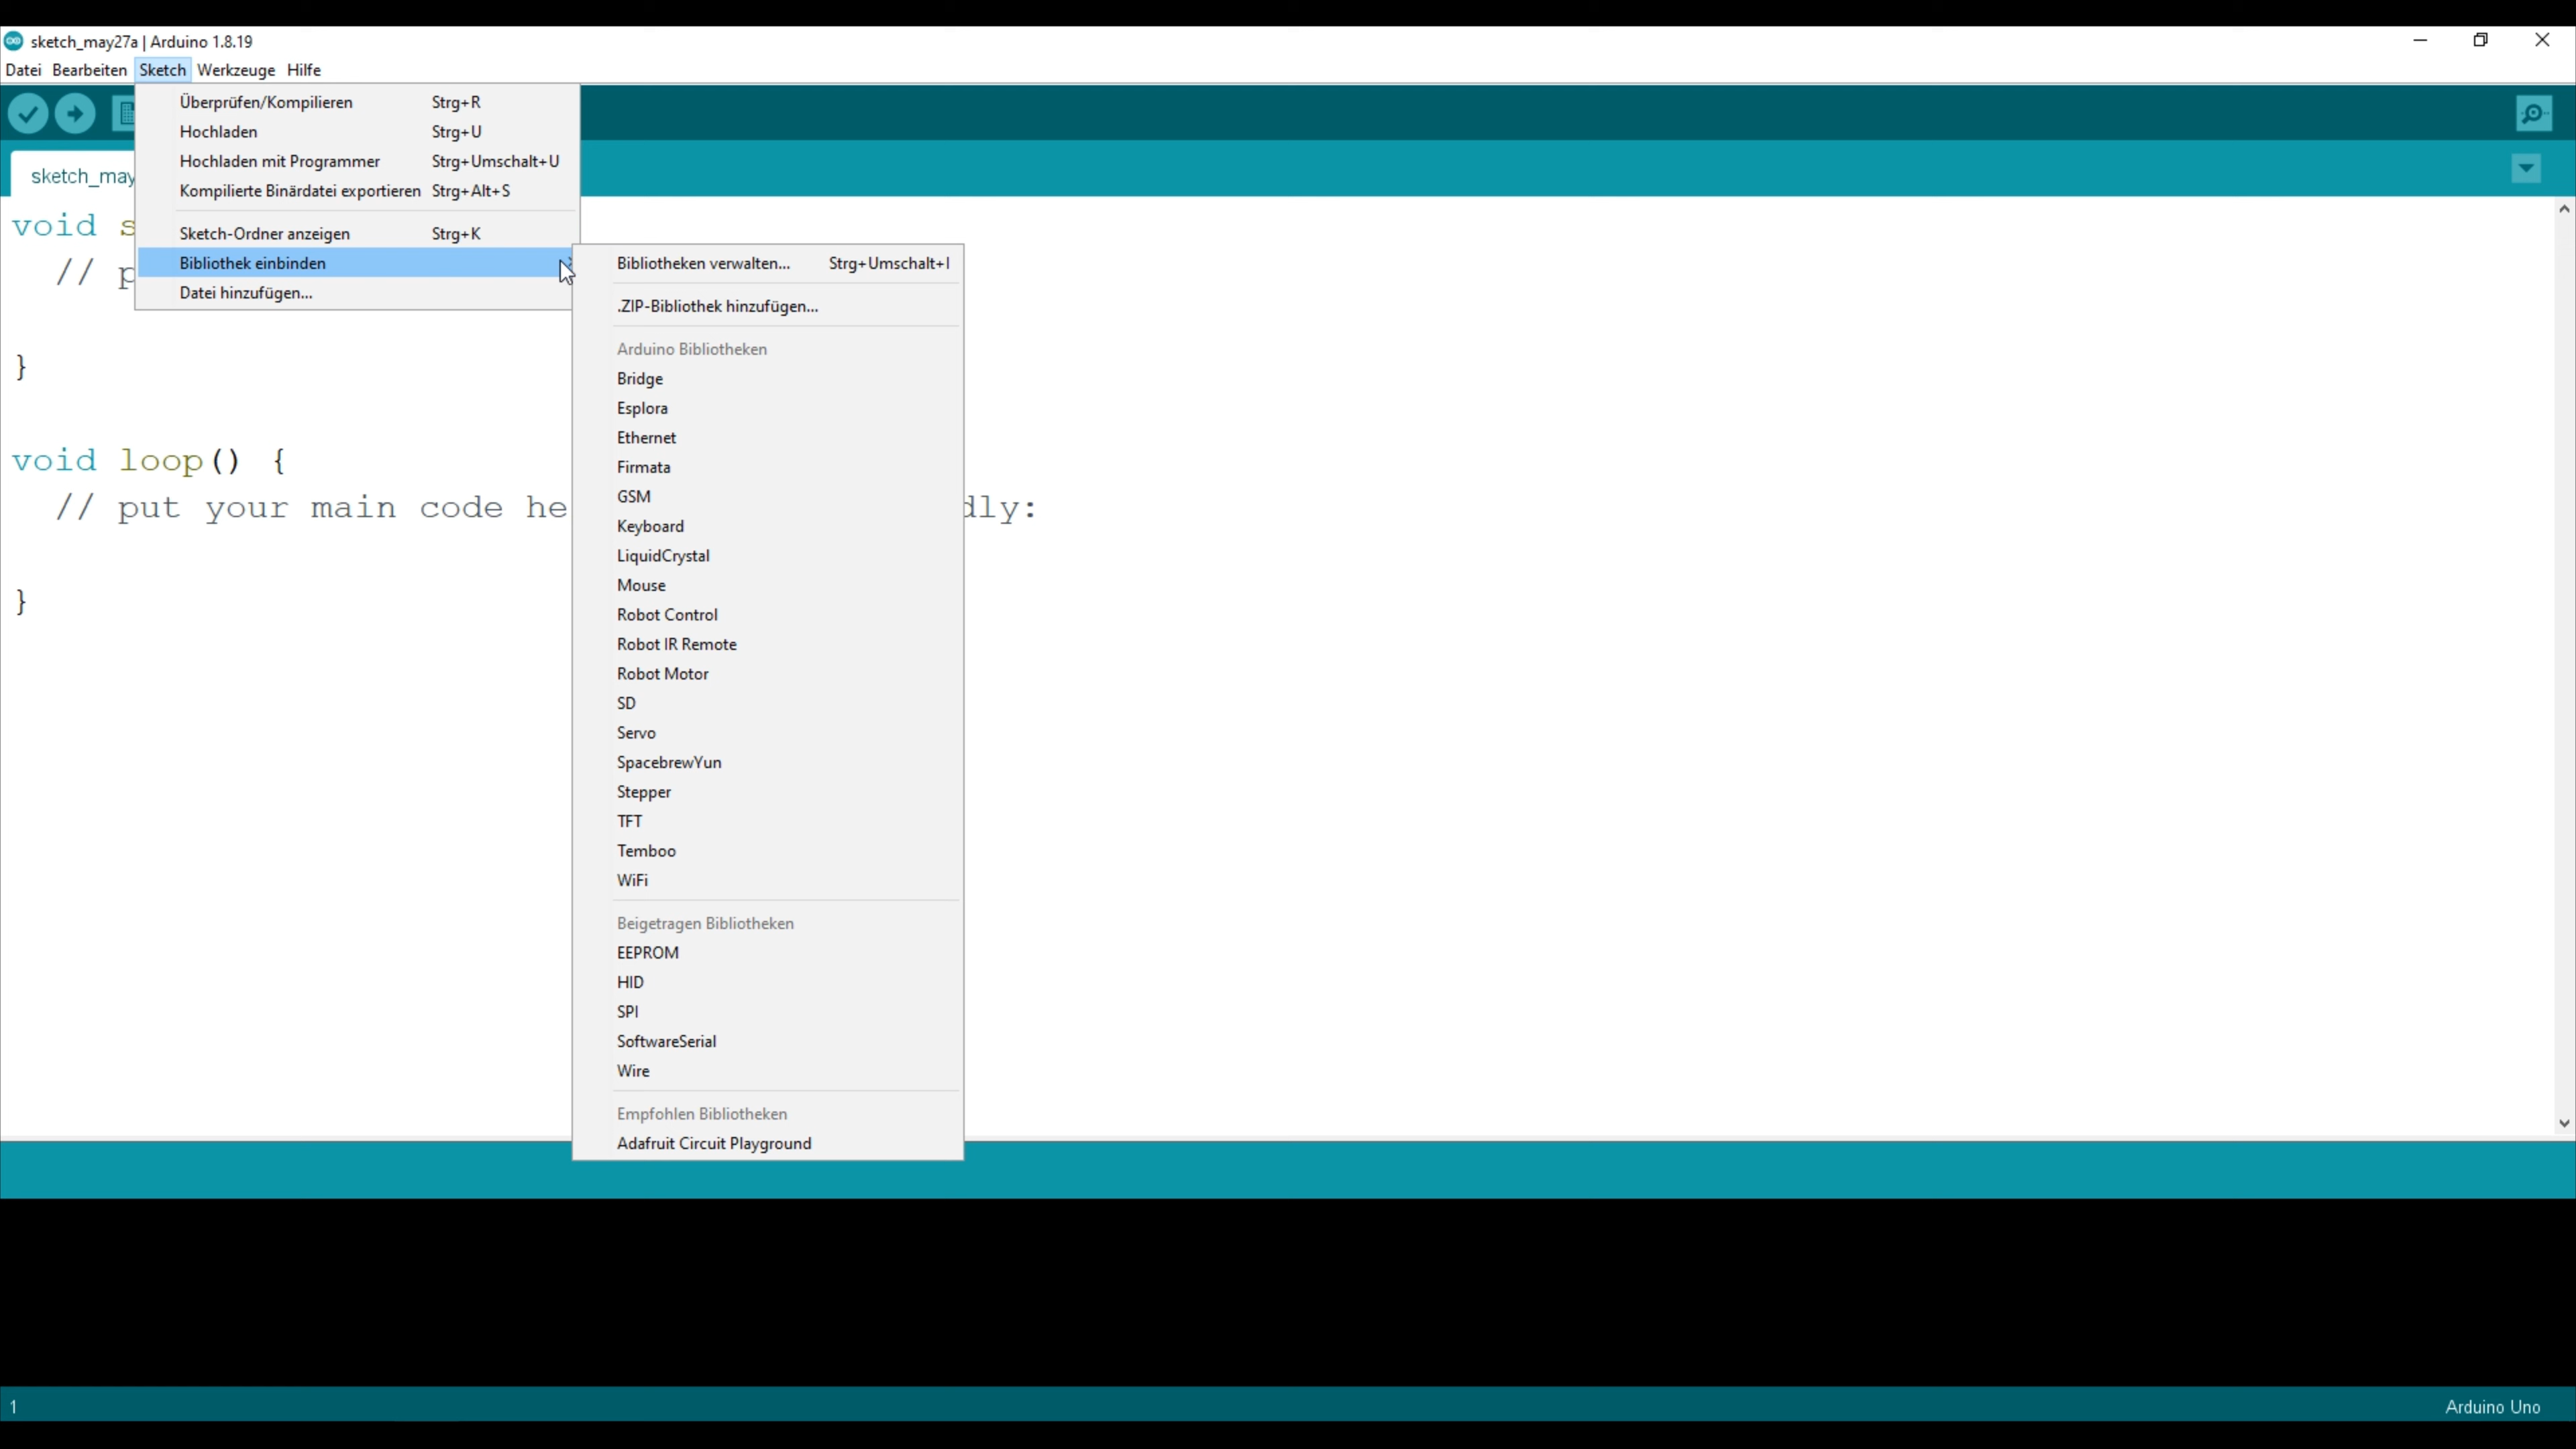 sketch_may27a | Arduino 1.8.19
Datei Bearbeiten Sketch Werkzeuge Hilfe
Überprüfen/Kompilieren Strg+R
Hochladen Strg+U
Hochladen mit Programmer Strg+Umschalt+U
sketch_may
Kompilierte Binärdatei exportieren Strg+Alt+S
void s
Sketch-Ordner anzeigen Strg+K
// p
Bibliothek einbinden
Bibliotheken verwalten... Strg+Umschalt+I
Datei hinzufügen...
.ZIP-Bibliothek hinzufügen...
Arduino Bibliotheken
}
Bridge
Esplora
Ethernet
void loop() {
Firmata
GSM
// put your main code he dly:
Keyboard
LiquidCrystal
Mouse
}
Robot Control
Robot IR Remote
Robot Motor
SD
Servo
SpacebrewYun
Stepper
TFT
Temboo
WiFi
Beigetragen Bibliotheken
EEPROM
HID
SPI
SoftwareSerial
Wire
Empfohlen Bibliotheken
Adafruit Circuit Playground
1 Arduino Uno